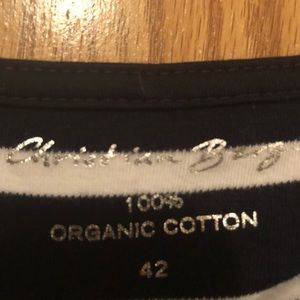 Christian Berg
100%
ORGANIC COTTON
42